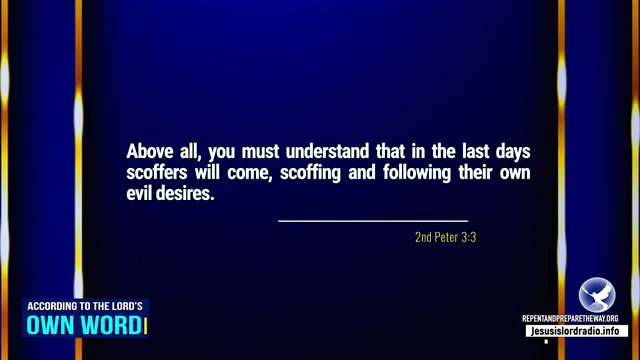 Above all, you must understand that in the last days
scoffers will come, scoffing and following their own
evil desires.
2nd Peter 3:3
ACCORDING TO THE LORD'S
OWN WORD
REPENTANDPREPARETHEWAY.ORG
Jesusislordradio.info